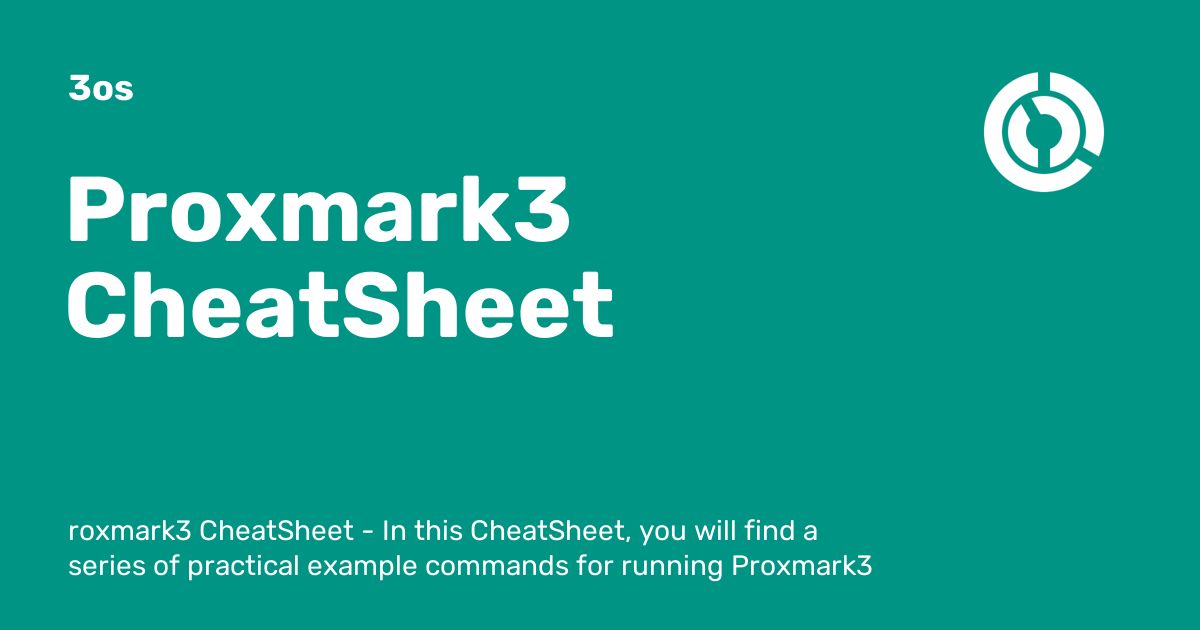 3os
Proxmark3
CheatSheet
roxmark3 CheatSheet - In this CheatSheet, you will find a
series of practical example commands for running Proxmark3